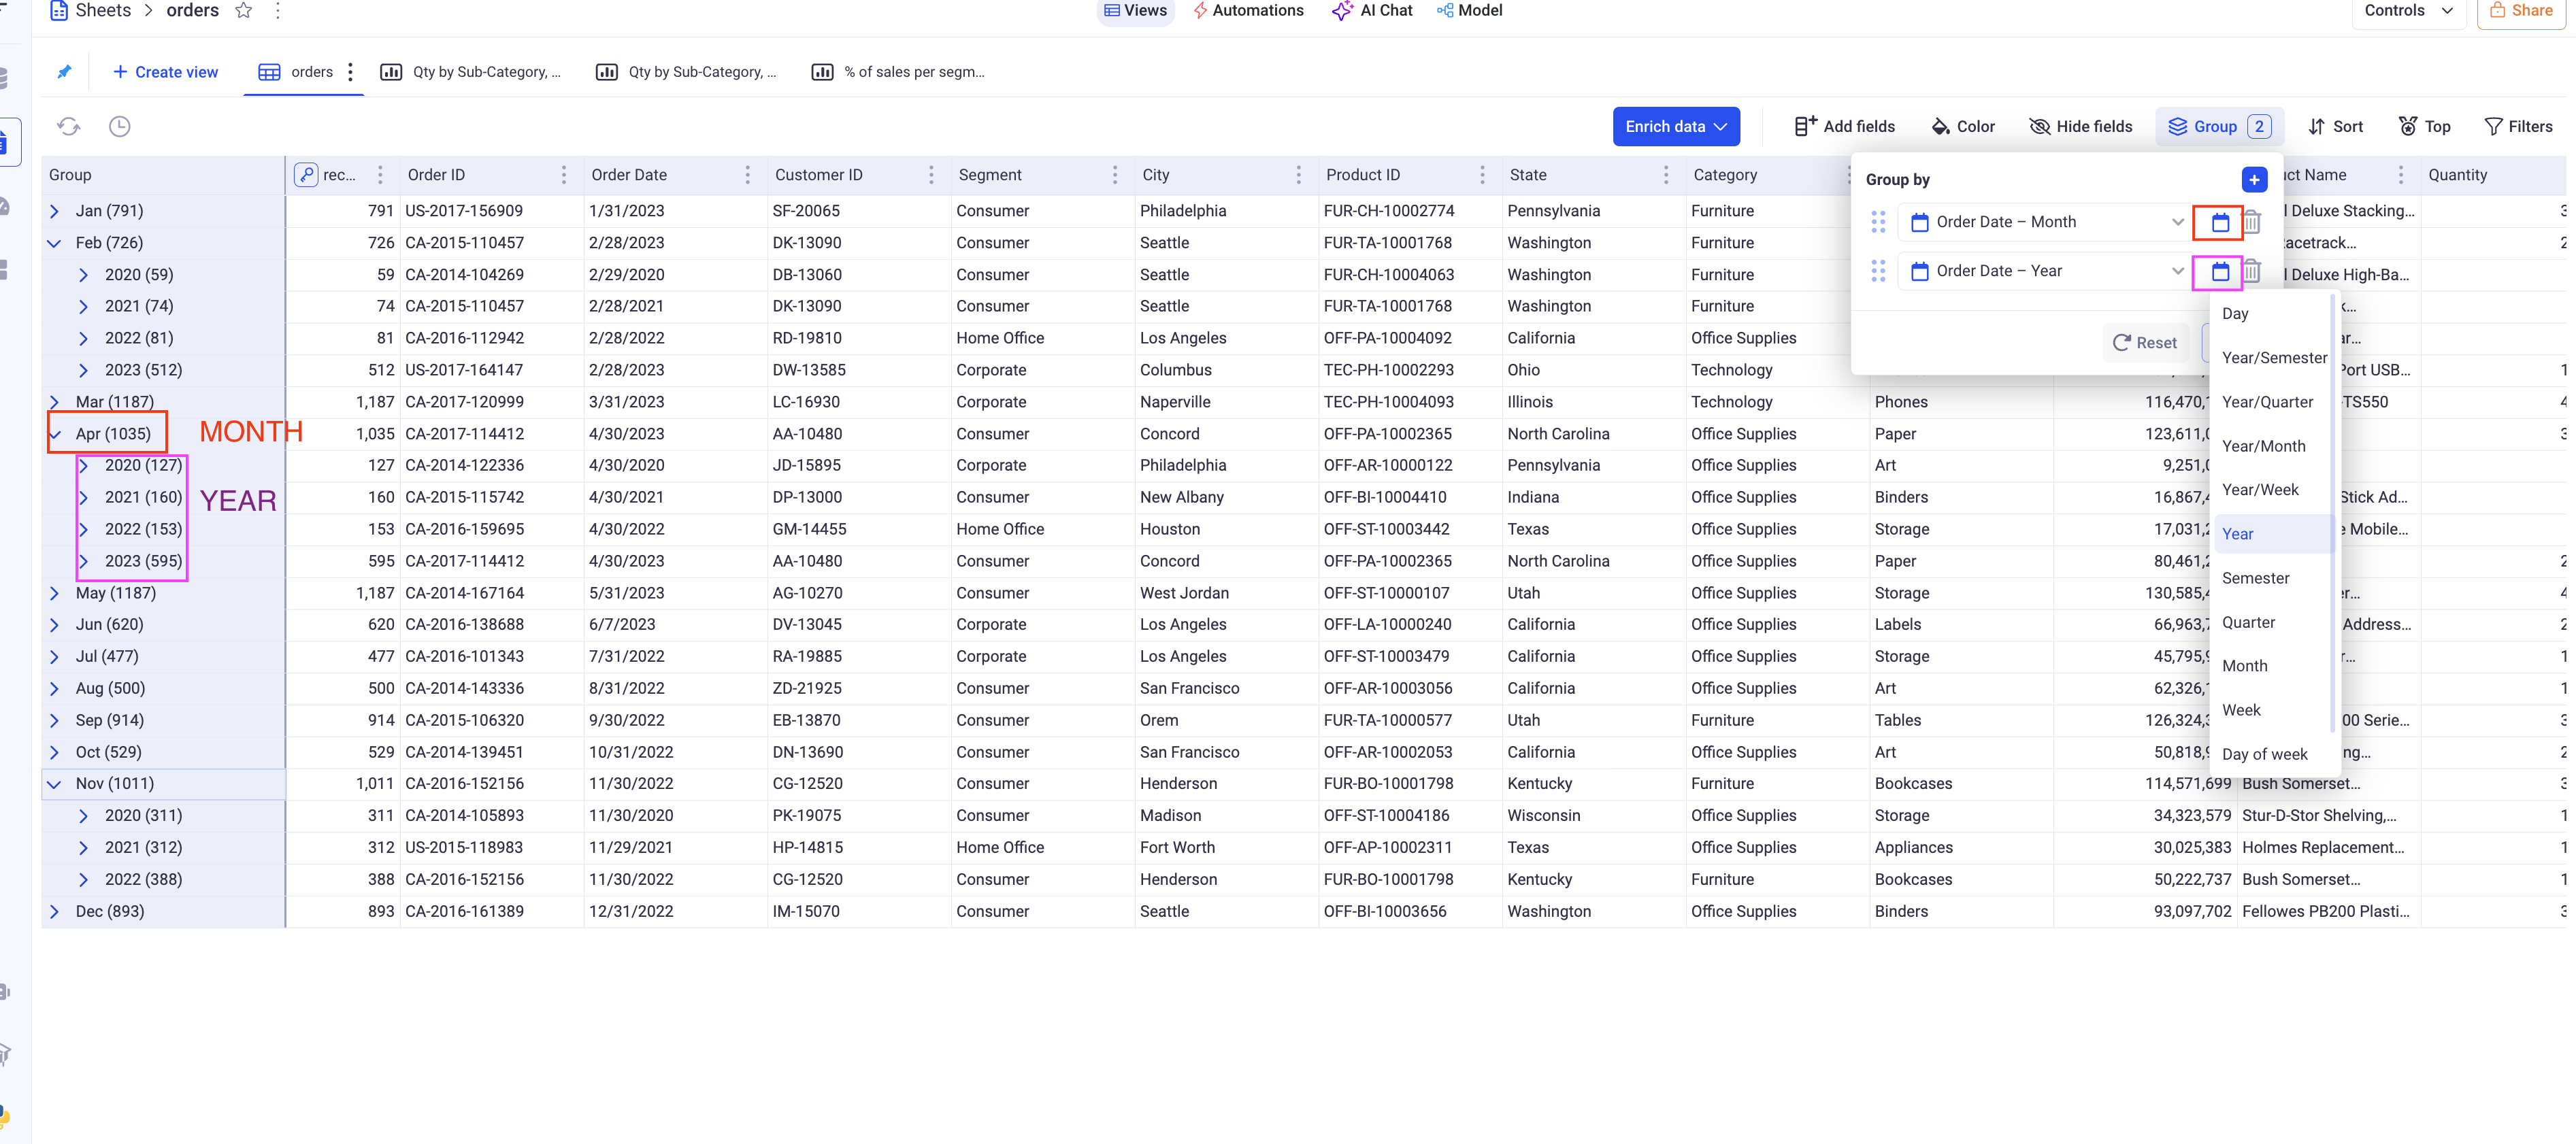 Sheets > orders
Views Automations AI Chat Model
Controls Share
+ Create view orders Qty by Sub-Category, ... Qty by Sub-Category, ... % of sales per segm...
Enrich data Add fields Color Hide fields Group 2 Sort Top Filters
Group rec... Order ID Order Date Customer ID Segment City Product ID State Category ct Name Quantity
Group by
Order Date – Month
Order Date – Year
Reset
Day
Year/Semester
Year/Quarter
Year/Month
Year/Week
Year
Semester
Quarter
Month
Week
Day of week
Jan (791) 791 US-2017-156909 1/31/2023 SF-20065 Consumer Philadelphia FUR-CH-10002774 Pennsylvania Furniture Deluxe Stacking...
Feb (726) 726 CA-2015-110457 2/28/2023 DK-13090 Consumer Seattle FUR-TA-10001768 Washington Furniture acetrack...
2020 (59) 59 CA-2014-104269 2/29/2020 DB-13060 Consumer Seattle FUR-CH-10004063 Washington Furniture Deluxe High-Ba...
2021 (74) 74 CA-2015-110457 2/28/2021 DK-13090 Consumer Seattle FUR-TA-10001768 Washington Furniture
2022 (81) 81 CA-2016-112942 2/28/2022 RD-19810 Home Office Los Angeles OFF-PA-10004092 California Office Supplies
2023 (512) 512 US-2017-164147 2/28/2023 DW-13585 Corporate Columbus TEC-PH-10002293 Ohio Technology Port USB...
Mar (1187) 1,187 CA-2017-120999 3/31/2023 LC-16930 Corporate Naperville TEC-PH-10004093 Illinois Technology Phones 116,470, -TS550
Apr (1035) MONTH 1,035 CA-2017-114412 4/30/2023 AA-10480 Consumer Concord OFF-PA-10002365 North Carolina Office Supplies Paper 123,611,
2020 (127) 127 CA-2014-122336 4/30/2020 JD-15895 Corporate Philadelphia OFF-AR-10000122 Pennsylvania Office Supplies Art 9,251,
2021 (160) YEAR 160 CA-2015-115742 4/30/2021 DP-13000 Consumer New Albany OFF-BI-10004410 Indiana Office Supplies Binders 16,867, Stick Ad...
2022 (153) 153 CA-2016-159695 4/30/2022 GM-14455 Home Office Houston OFF-ST-10003442 Texas Office Supplies Storage 17,031, e Mobile...
2023 (595) 595 CA-2017-114412 4/30/2023 AA-10480 Consumer Concord OFF-PA-10002365 North Carolina Office Supplies Paper 80,461,
May (1187) 1,187 CA-2014-167164 5/31/2023 AG-10270 Consumer West Jordan OFF-ST-10000107 Utah Office Supplies Storage 130,585,
Jun (620) 620 CA-2016-138688 6/7/2023 DV-13045 Corporate Los Angeles OFF-LA-10000240 California Office Supplies Labels 66,963, Address...
Jul (477) 477 CA-2016-101343 7/31/2022 RA-19885 Corporate Los Angeles OFF-ST-10003479 California Office Supplies Storage 45,795,
Aug (500) 500 CA-2014-143336 8/31/2022 ZD-21925 Consumer San Francisco OFF-AR-10003056 California Office Supplies Art 62,326,
Sep (914) 914 CA-2015-106320 9/30/2022 EB-13870 Consumer Orem FUR-TA-10000577 Utah Furniture Tables 126,324, 00 Serie...
Oct (529) 529 CA-2014-139451 10/31/2022 DN-13690 Consumer San Francisco OFF-AR-10002053 California Office Supplies Art 50,818, ng...
Nov (1011) 1,011 CA-2016-152156 11/30/2022 CG-12520 Consumer Henderson FUR-BO-10001798 Kentucky Furniture Bookcases 114,571,699 Bush Somerset...
2020 (311) 311 CA-2014-105893 11/30/2020 PK-19075 Consumer Madison OFF-ST-10004186 Wisconsin Office Supplies Storage 34,323,579 Stur-D-Stor Shelving,...
2021 (312) 312 US-2015-118983 11/29/2021 HP-14815 Home Office Fort Worth OFF-AP-10002311 Texas Office Supplies Appliances 30,025,383 Holmes Replacement...
2022 (388) 388 CA-2016-152156 11/30/2022 CG-12520 Consumer Henderson FUR-BO-10001798 Kentucky Furniture Bookcases 50,222,737 Bush Somerset...
Dec (893) 893 CA-2016-161389 12/31/2022 IM-15070 Consumer Seattle OFF-BI-10003656 Washington Office Supplies Binders 93,097,702 Fellowes PB200 Plasti...